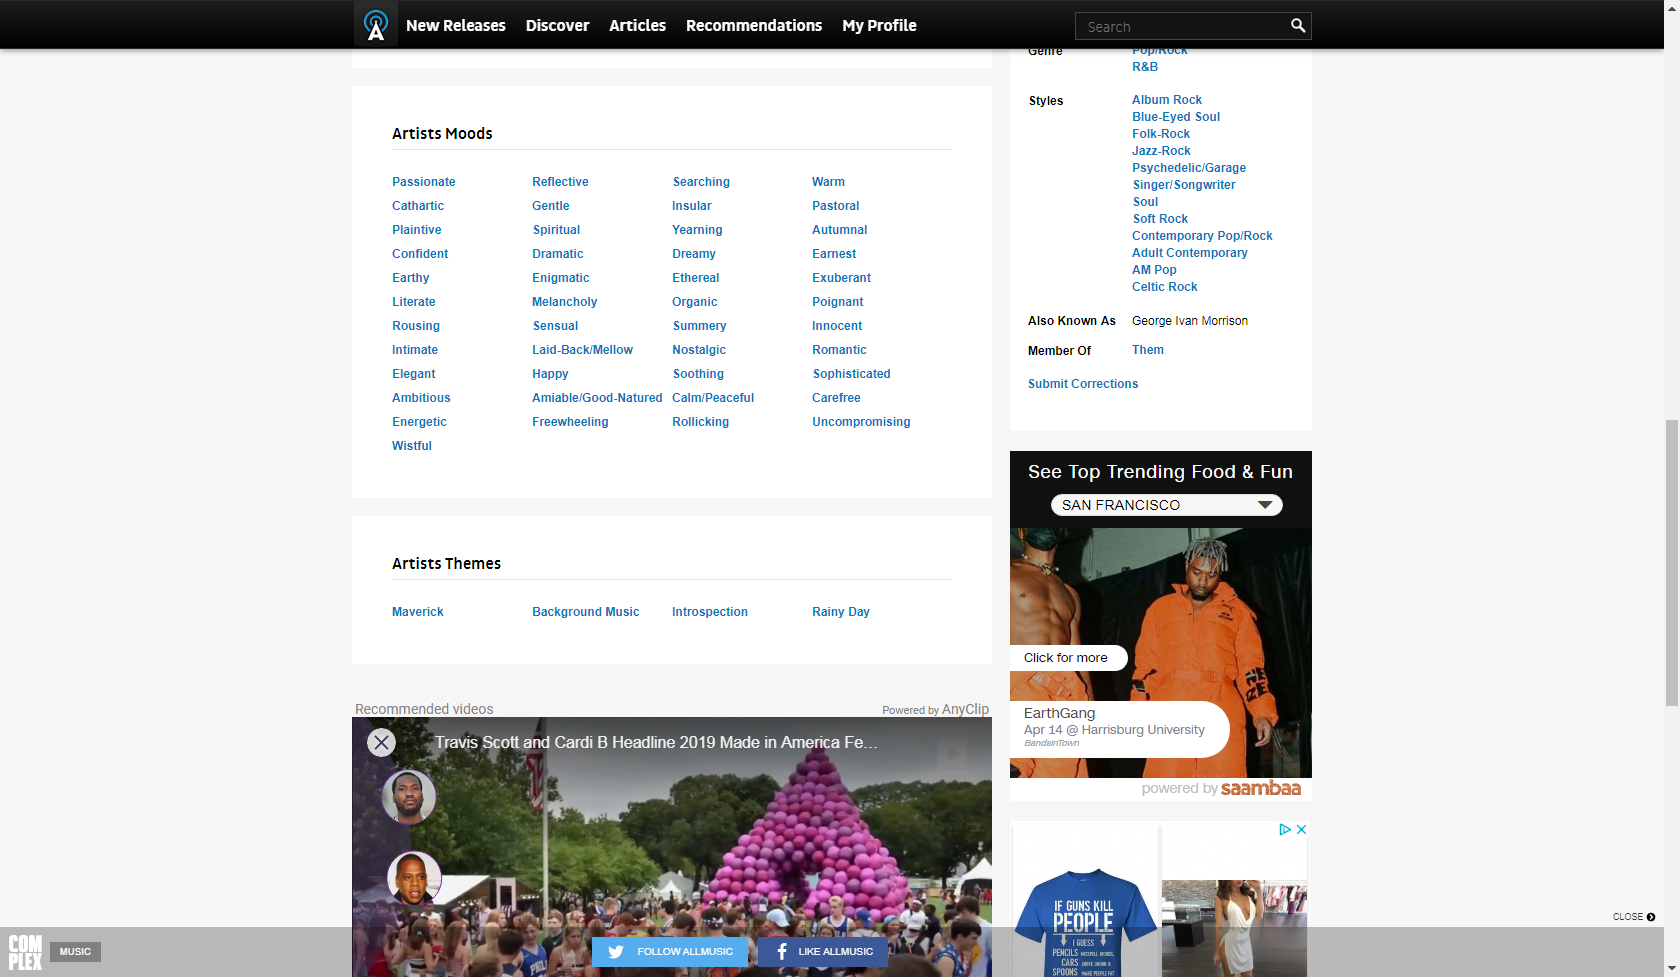 New Releases Discover Articles Recommendations My Profile Search
Genre Pop/Rock
R&B
Styles Album Rock
Blue-Eyed Soul
Folk-Rock
Jazz-Rock
Psychedelic/Garage
Singer/Songwriter
Soul
Soft Rock
Contemporary Pop/Rock
Adult Contemporary
AM Pop
Celtic Rock
Also Known As George Ivan Morrison
Member Of Them
Submit Corrections
Artists Moods
Passionate Reflective Searching Warm
Cathartic Gentle Insular Pastoral
Plaintive Spiritual Yearning Autumnal
Confident Dramatic Dreamy Earnest
Earthy Enigmatic Ethereal Exuberant
Literate Melancholy Organic Poignant
Rousing Sensual Summery Innocent
Intimate Laid-Back/Mellow Nostalgic Romantic
Elegant Happy Soothing Sophisticated
Ambitious Amiable/Good-Natured Calm/Peaceful Carefree
Energetic Freewheeling Rollicking Uncompromising
Wistful
Artists Themes
Maverick Background Music Introspection Rainy Day
See Top Trending Food & Fun
SAN FRANCISCO
Click for more
EarthGang
Apr 14 @ Harrisburg University
BandsInTown
powered by saambaa
Recommended videos Powered by AnyClip
Travis Scott and Cardi B Headline 2019 Made in America Fe...
IF GUNS KILL
PEOPLE
I GUESS
PENCILS MISSPELL WORDS,
CARS DRIVE DRUNK &
SPOONS MAKE PEOPLE FAT
CLOSE
COMPLEX MUSIC
FOLLOW ALLMUSIC LIKE ALLMUSIC